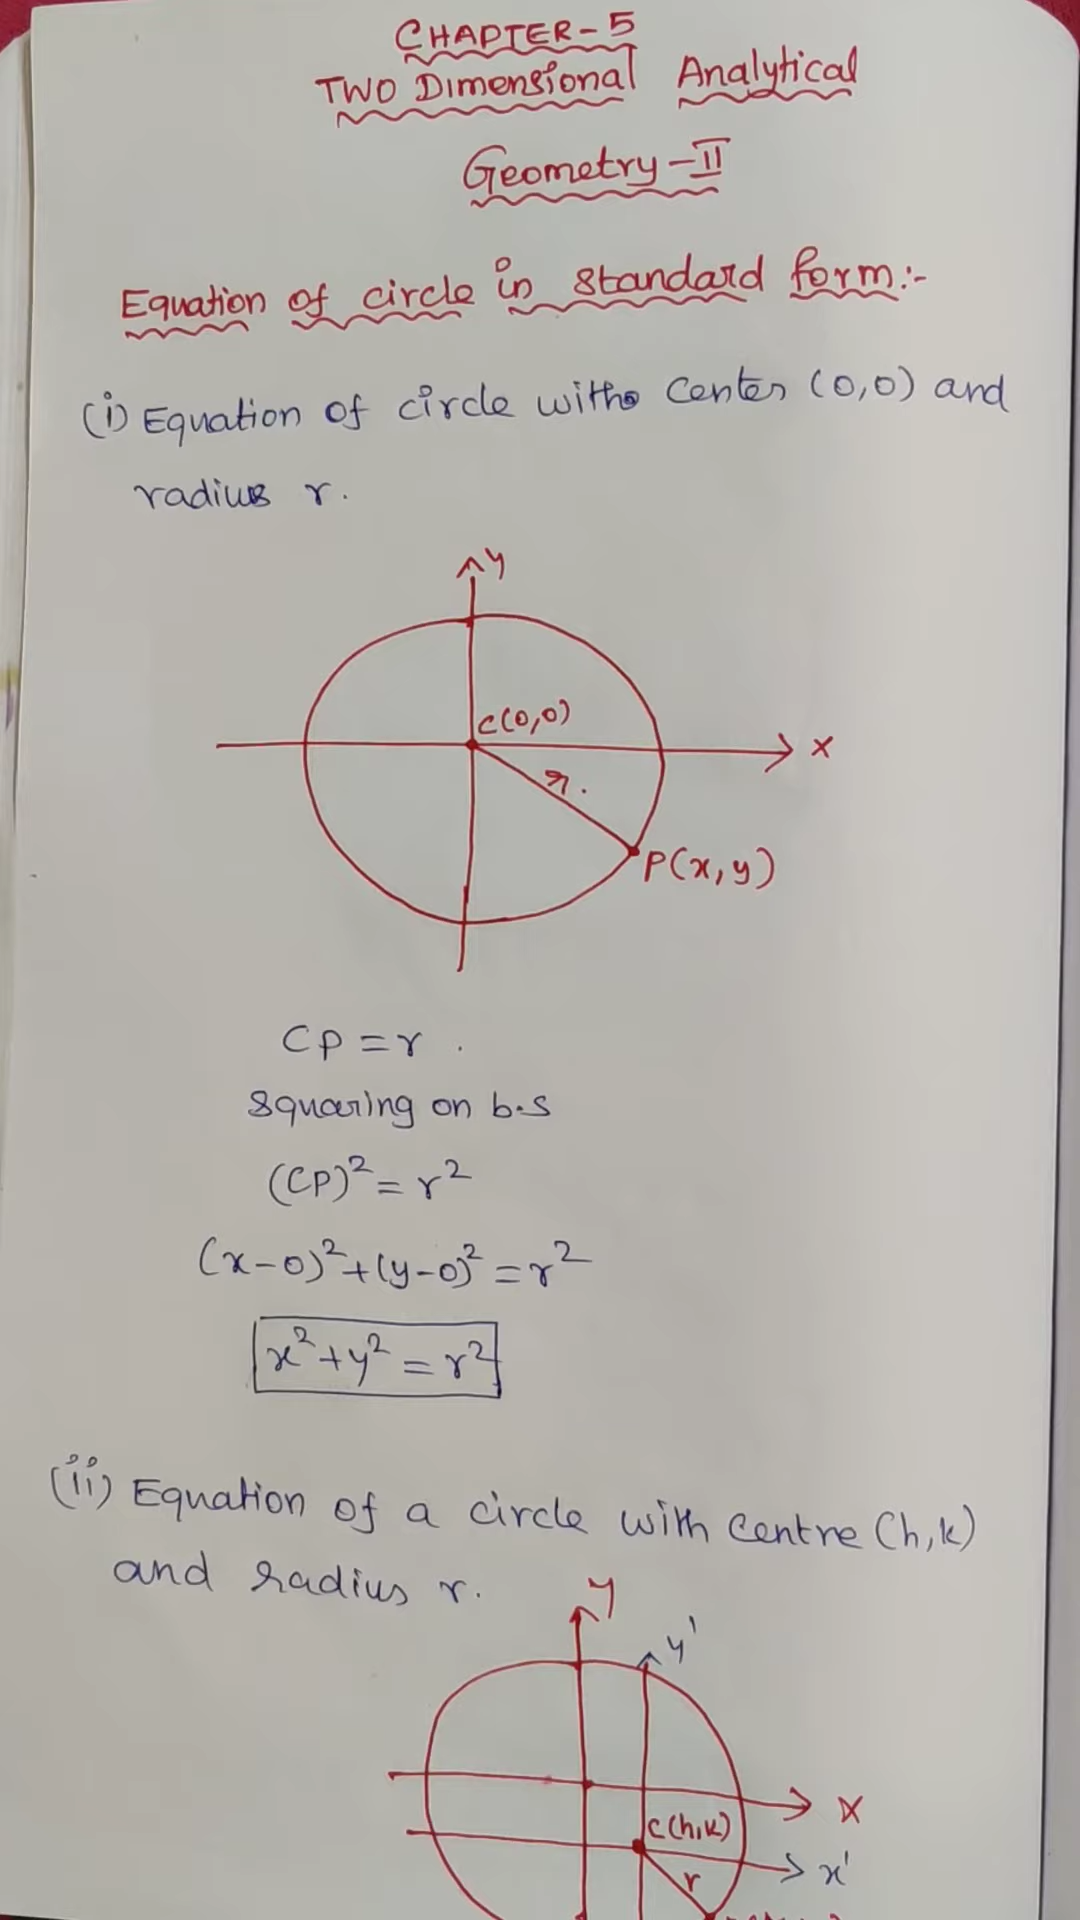 CHAPTER-5
TWO Dimensional Analytical
Geometry-II
Equation of circle in standard form:-
(i) Equation of circle with center (0,0) and
radius r.
y
C(0,0)
x
r.
P(x,y)
CP = r .
Squaring on b.s
(CP)² = r²
(x-0)²+(y-0)² = r²
x²+y² = r²
(ii) Equation of a circle with centre (h,k)
and radius r.
y
y'
x
C(h,k)
x'
r